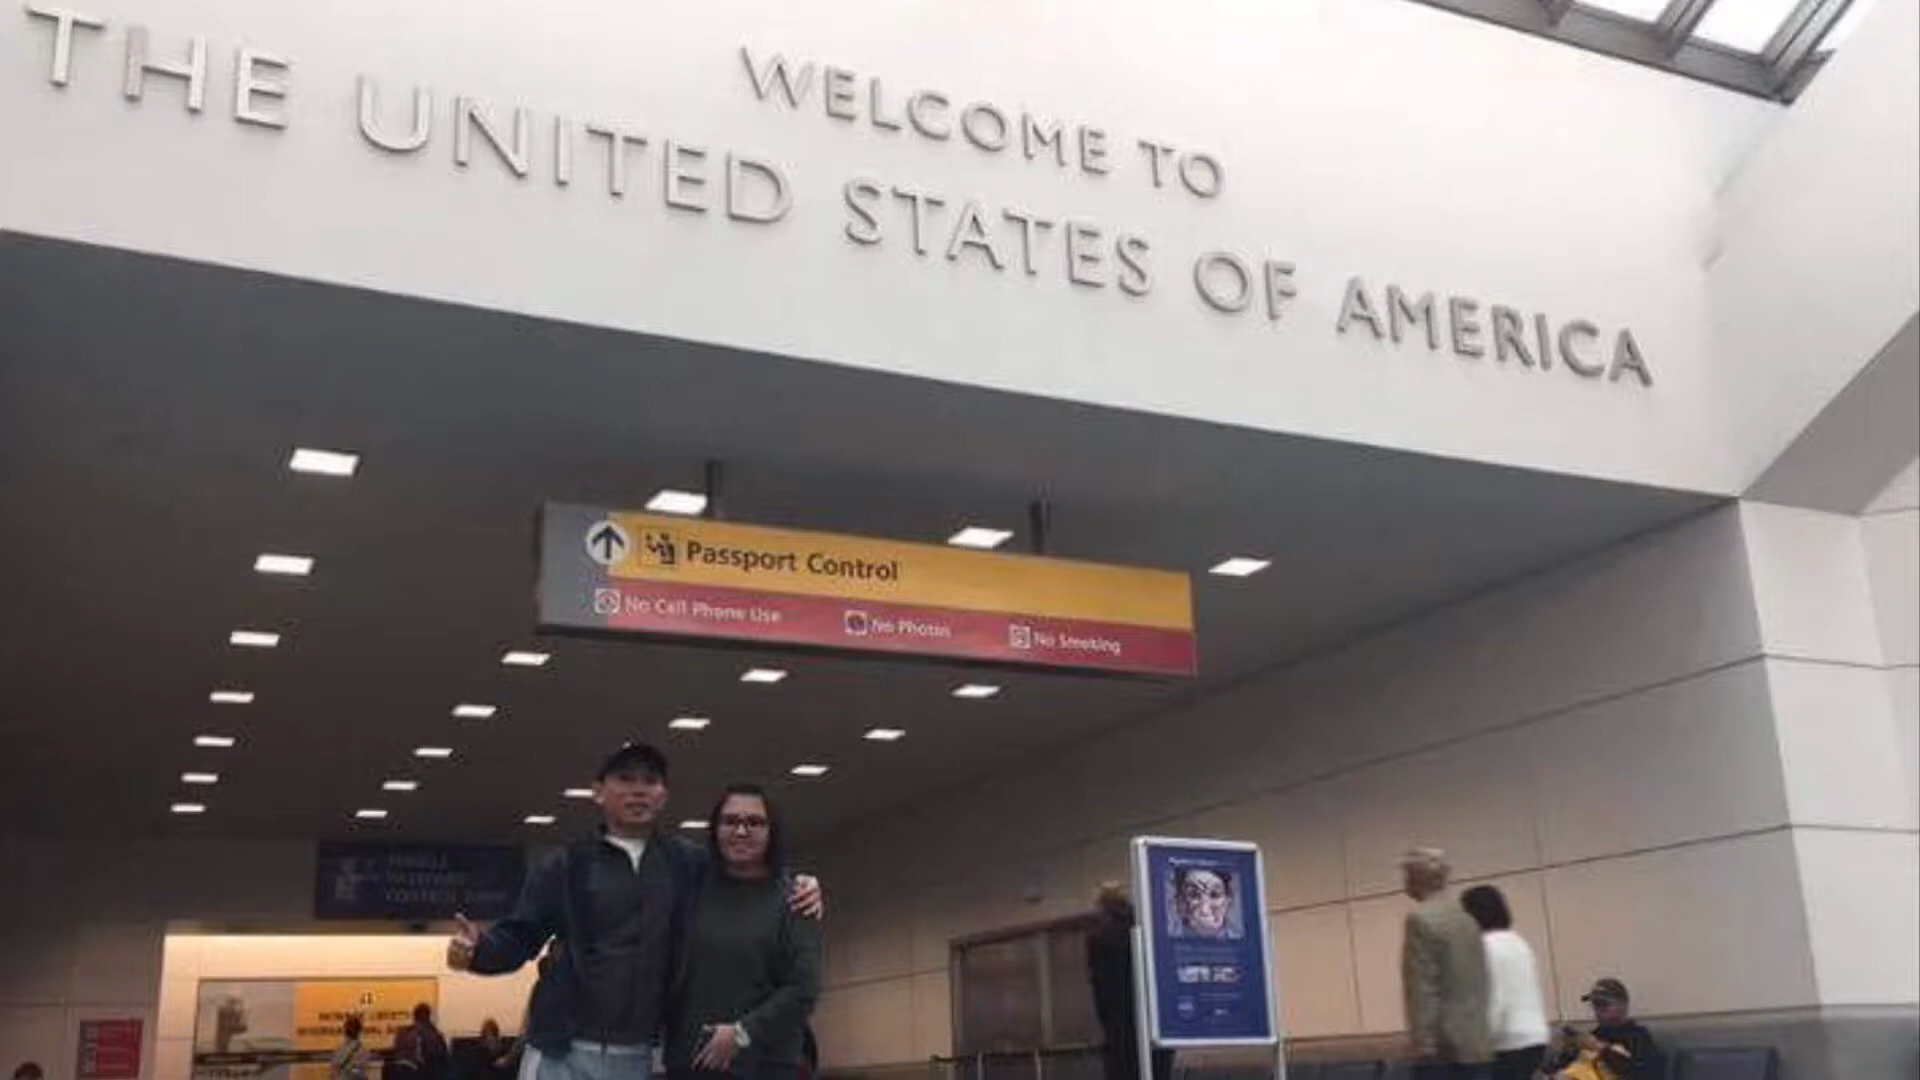 WELCOME TO
THE UNITED STATES OF AMERICA
Passport Control
No Cell Phone Use No Photos No Smoking